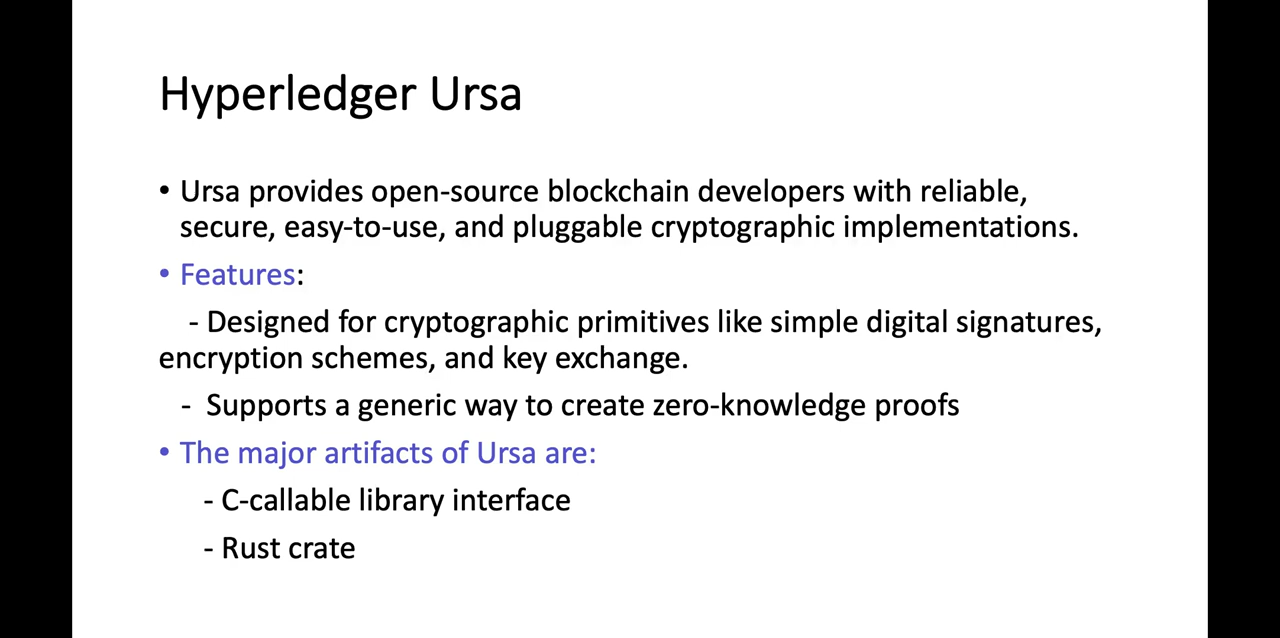 Hyperledger Ursa
• Ursa provides open-source blockchain developers with reliable,
secure, easy-to-use, and pluggable cryptographic implementations.
• Features:
- Designed for cryptographic primitives like simple digital signatures,
encryption schemes, and key exchange.
- Supports a generic way to create zero-knowledge proofs
• The major artifacts of Ursa are:
- C-callable library interface
- Rust crate